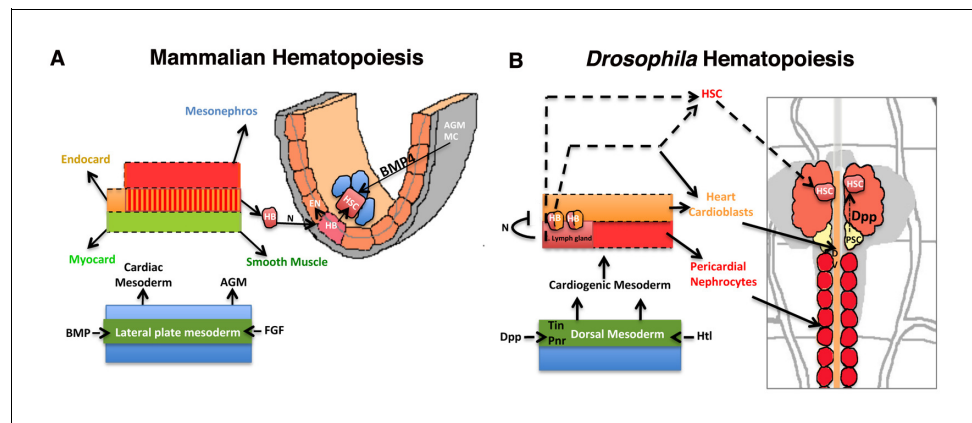 A
Mammalian Hematopoiesis
Mesonephros
Endocard
HB
N
EN
HB
HSC
BMP4
AGM
MC
Myocard
Smooth Muscle
Cardiac
Mesoderm
AGM
BMP
Lateral plate mesoderm
FGF
B
Drosophila Hematopoiesis
HSC
N
HB
HB
Lymph gland
Heart
Cardioblasts
Pericardial
Nephrocytes
Cardiogenic Mesoderm
Dpp
Tin
Pnr
Dorsal Mesoderm
Htl
HSC
HSC
Dpp
PSC
D
V